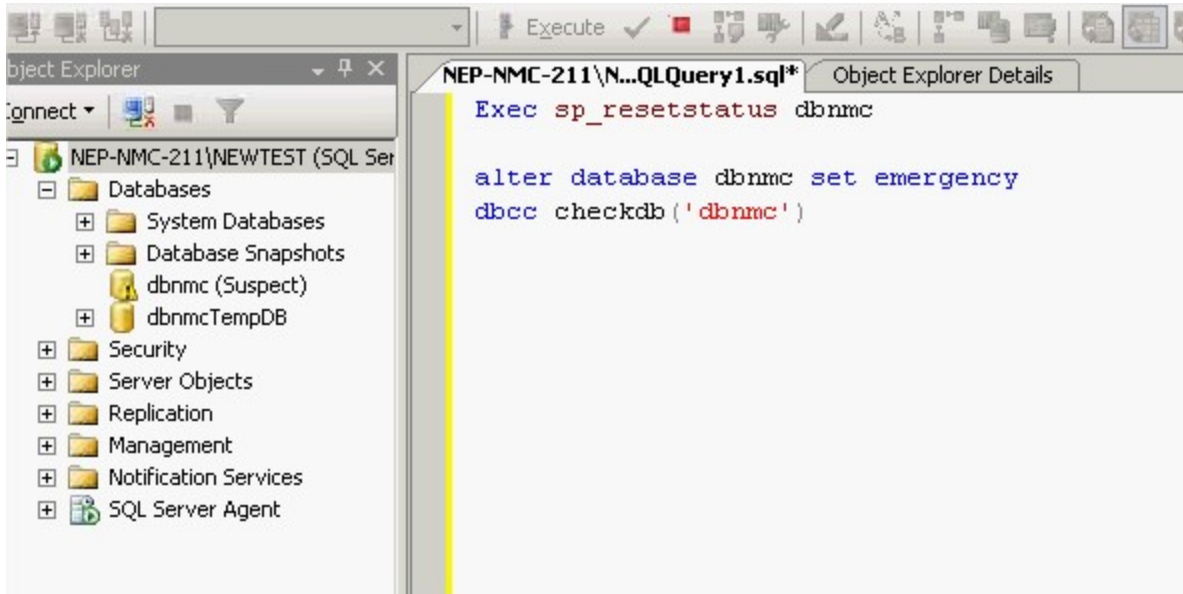 Execute
bject Explorer
NEP-NMC-211\N...QLQuery1.sql*
Object Explorer Details
onnect
NEP-NMC-211\NEWTEST (SQL Ser
Databases
System Databases
Database Snapshots
dbnmc (Suspect)
dbnmcTempDB
Security
Server Objects
Replication
Management
Notification Services
SQL Server Agent
Exec sp_resetstatus dbnmc
alter database dbnmc set emergency
dbcc checkdb('dbnmc')